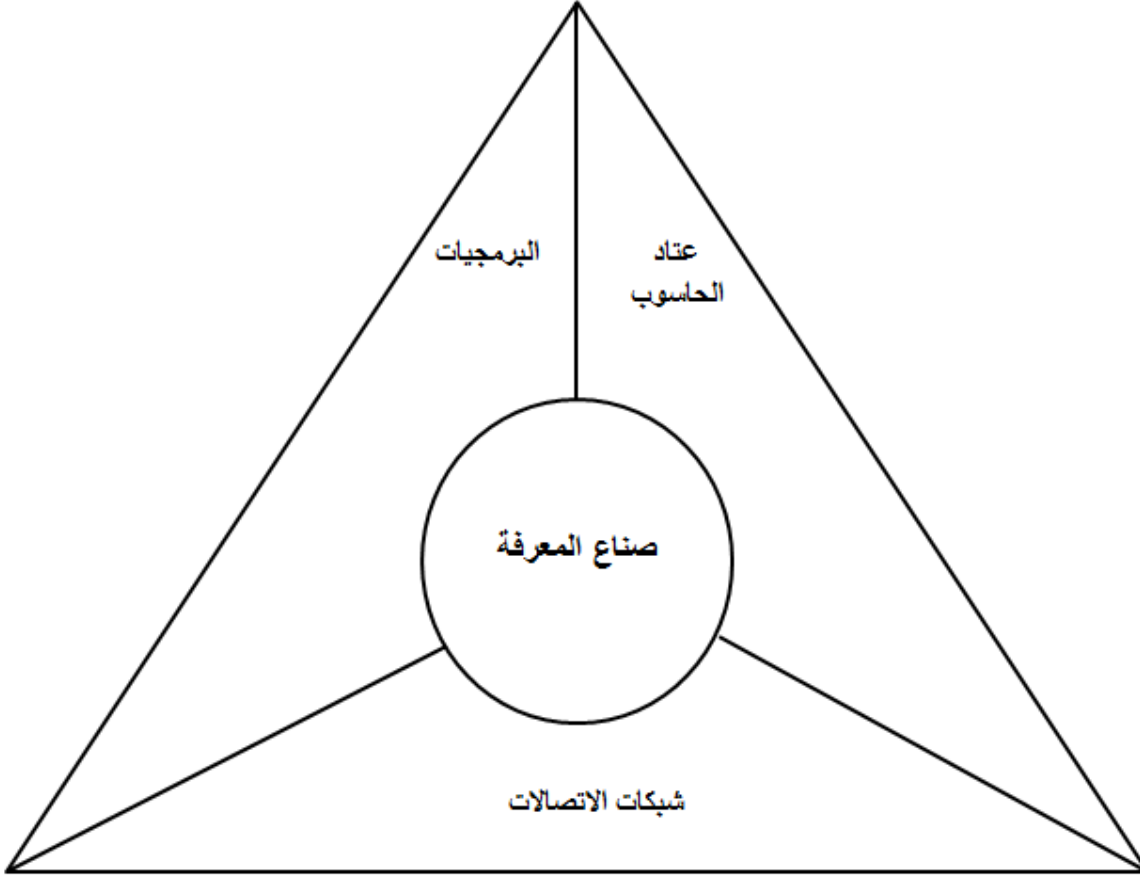 عتاد
الحاسوب
البرمجيات
صناع المعرفة
شبكات الاتصالات